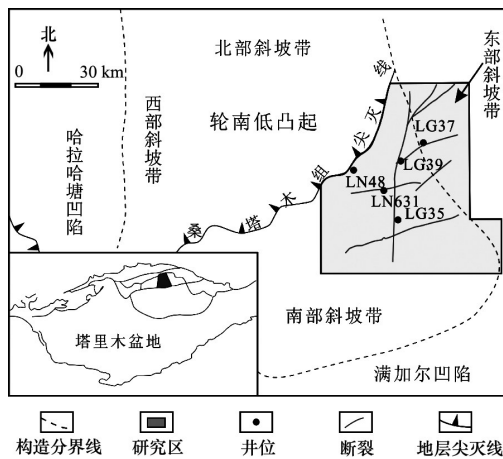 北
0 30 km
北部斜坡带
东部斜坡带
西部斜坡带
轮南低凸起
哈拉哈塘凹陷
桑塔木组尖灭线
LG37
LG39
LN48
LN631
LG35
南部斜坡带
塔里木盆地
满加尔凹陷
构造分界线
研究区
井位
断裂
地层尖灭线